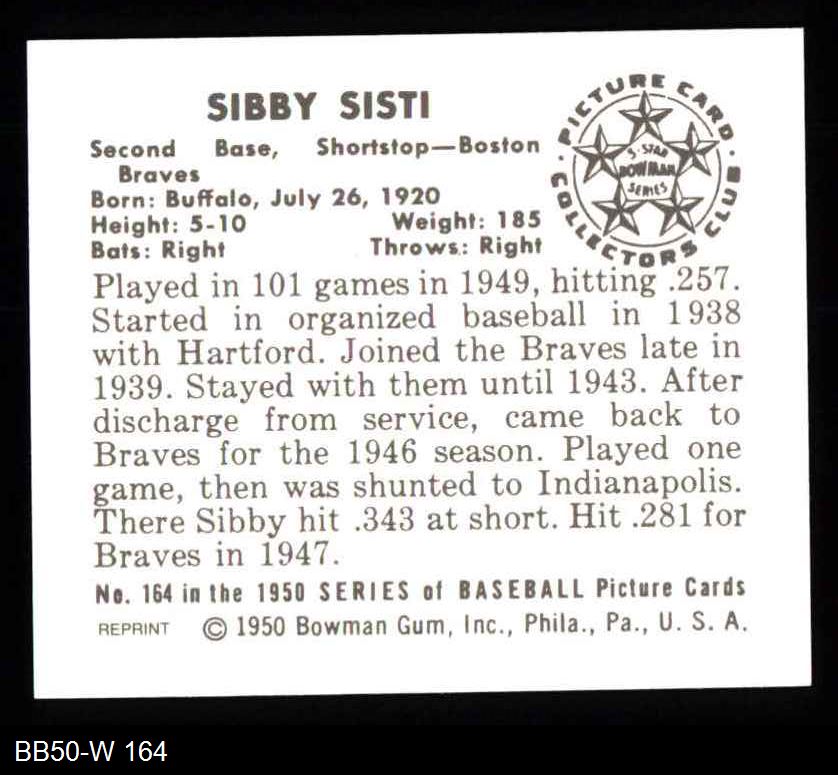 SIBBY SISTI
Second Base, Shortstop—Boston
Braves
Born: Buffalo, July 26, 1920
Height: 5-10 Weight: 185
Bats: Right Throws: Right
· PICTURE CARD ·
COLLECTORS CLUB
5-STAR
BOWMAN
SERIES
Played in 101 games in 1949, hitting .257.
Started in organized baseball in 1938
with Hartford. Joined the Braves late in
1939. Stayed with them until 1943. After
discharge from service, came back to
Braves for the 1946 season. Played one
game, then was shunted to Indianapolis.
There Sibby hit .343 at short. Hit .281 for
Braves in 1947.
No. 164 in the 1950 SERIES of BASEBALL Picture Cards
REPRINT © 1950 Bowman Gum, Inc., Phila., Pa., U. S. A.
BB50-W 164